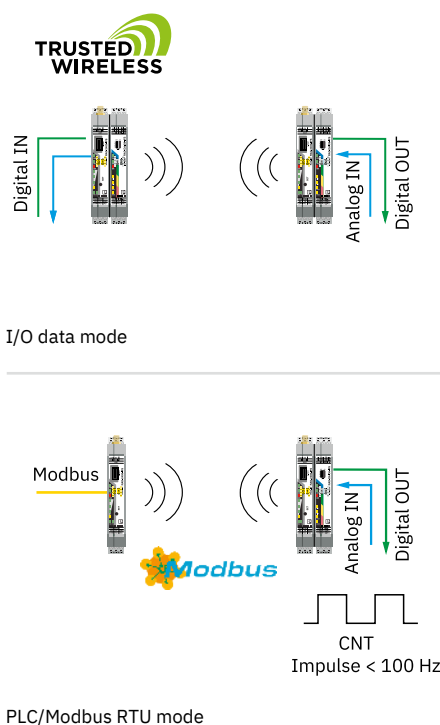 TRUSTED
WIRELESS
Digital IN
Analog IN
Digital OUT
I/O data mode
Modbus
Analog IN
Digital OUT
Modbus
CNT
Impulse < 100 Hz
PLC/Modbus RTU mode